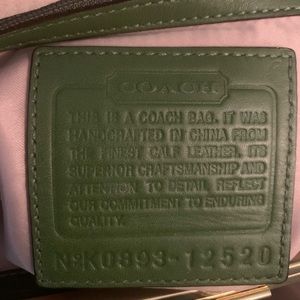 COACH
THIS IS A COACH BAG. IT WAS
HANDCRAFTED IN CHINA FROM
THE FINEST CALF LEATHER. ITS
SUPERIOR CRAFTSMANSHIP AND
ATTENTION TO DETAIL REFLECT
OUR COMMITMENT TO ENDURING
QUALITY.
Nº K0893-12520